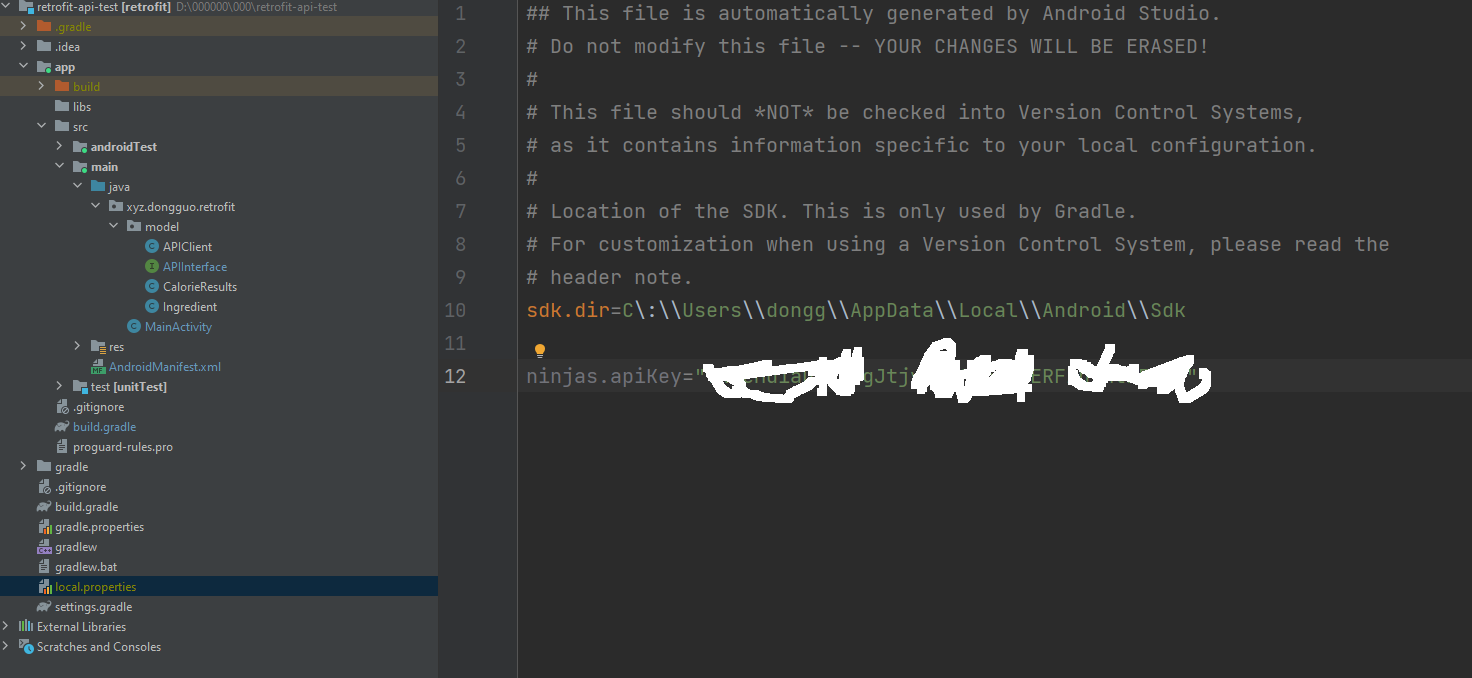 retrofit-api-test [retrofit] D:\000000\000\retrofit-api-test
.gradle
.idea
app
build
libs
src
androidTest
main
java
xyz.dongguo.retrofit
model
APIClient
APIInterface
CalorieResults
Ingredient
MainActivity
res
AndroidManifest.xml
test [unitTest]
.gitignore
build.gradle
proguard-rules.pro
gradle
.gitignore
build.gradle
gradle.properties
gradlew
gradlew.bat
local.properties
settings.gradle
External Libraries
Scratches and Consoles
1 ## This file is automatically generated by Android Studio.
2 # Do not modify this file -- YOUR CHANGES WILL BE ERASED!
3 #
4 # This file should *NOT* be checked into Version Control Systems,
5 # as it contains information specific to your local configuration.
6 #
7 # Location of the SDK. This is only used by Gradle.
8 # For customization when using a Version Control System, please read the
9 # header note.
10 sdk.dir=C\:\\Users\\dongg\\AppData\\Local\\Android\\Sdk
11
12 ninjas.apiKey="